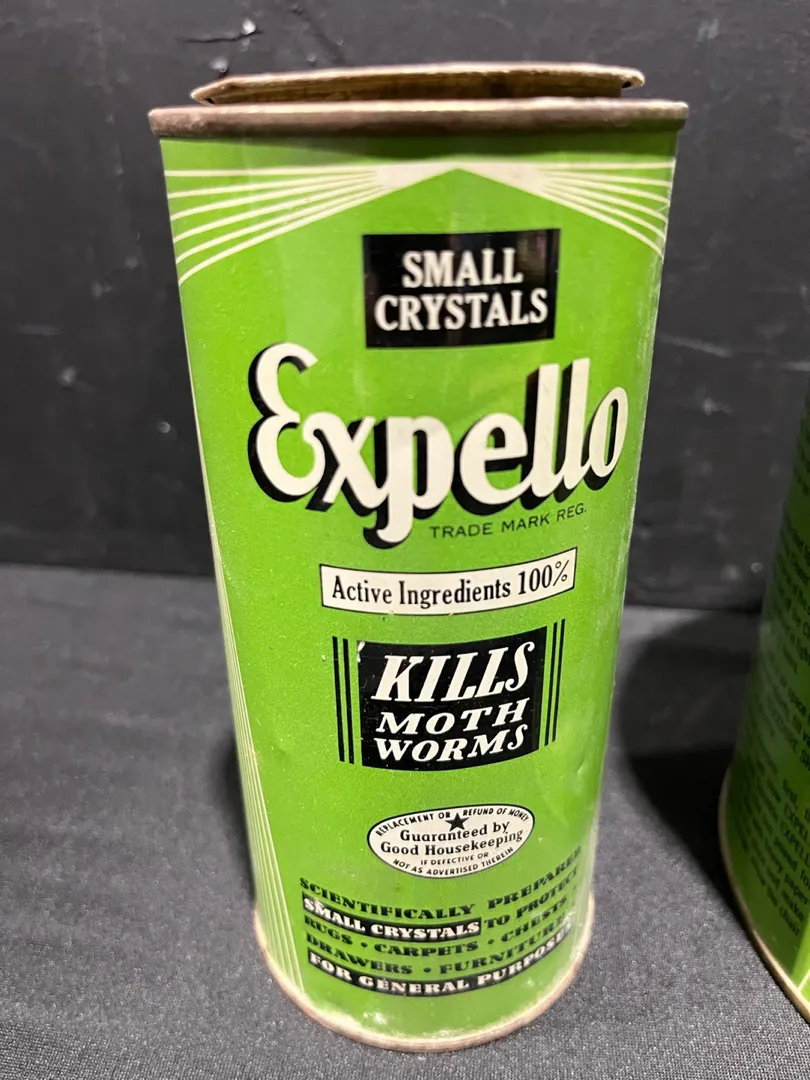 SMALL
CRYSTALS
Expello
TRADE MARK REG.
Active Ingredients 100%
KILLS
MOTH
WORMS
REPLACEMENT OR REFUND OF MONEY
Guaranteed by
Good Housekeeping
IF DEFECTIVE OR
NOT AS ADVERTISED THEREIN
SCIENTIFICALLY PREPARED
SMALL CRYSTALS TO PROTECT
RUGS • CARPETS • CHESTS •
DRAWERS • FURNITURE
FOR GENERAL PURPOSES